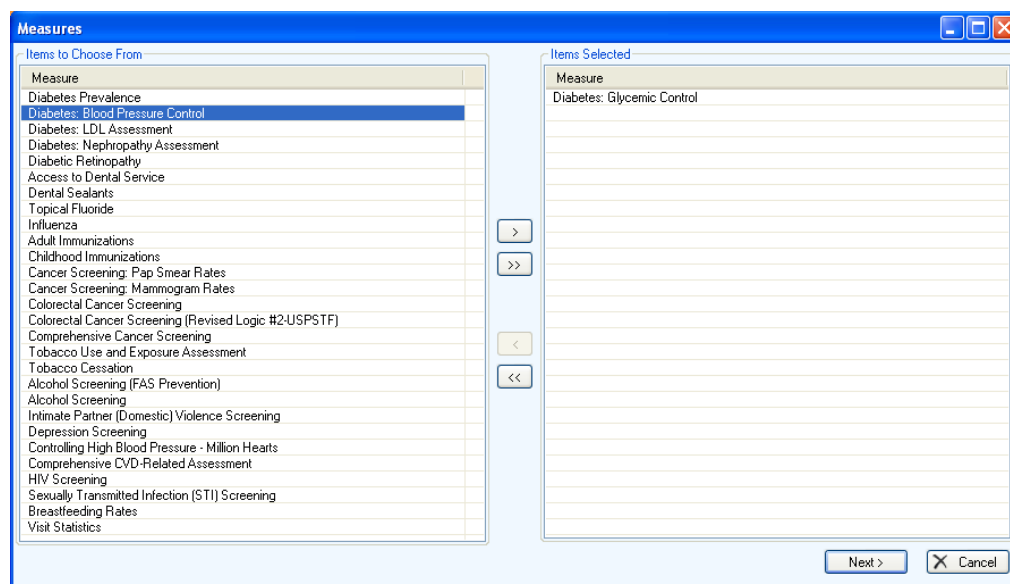 Measures
Items to Choose From
Measure
Diabetes Prevalence
Diabetes: Blood Pressure Control
Diabetes: LDL Assessment
Diabetes: Nephropathy Assessment
Diabetic Retinopathy
Access to Dental Service
Dental Sealants
Topical Fluoride
Influenza
Adult Immunizations
Childhood Immunizations
Cancer Screening: Pap Smear Rates
Cancer Screening: Mammogram Rates
Colorectal Cancer Screening
Colorectal Cancer Screening (Revised Logic #2-USPSTF)
Comprehensive Cancer Screening
Tobacco Use and Exposure Assessment
Tobacco Cessation
Alcohol Screening (FAS Prevention)
Alcohol Screening
Intimate Partner (Domestic) Violence Screening
Depression Screening
Controlling High Blood Pressure - Million Hearts
Comprehensive CVD-Related Assessment
HIV Screening
Sexually Transmitted Infection (STI) Screening
Breastfeeding Rates
Visit Statistics
>
>>
<
<<
Items Selected
Measure
Diabetes: Glycemic Control
Next >
Cancel